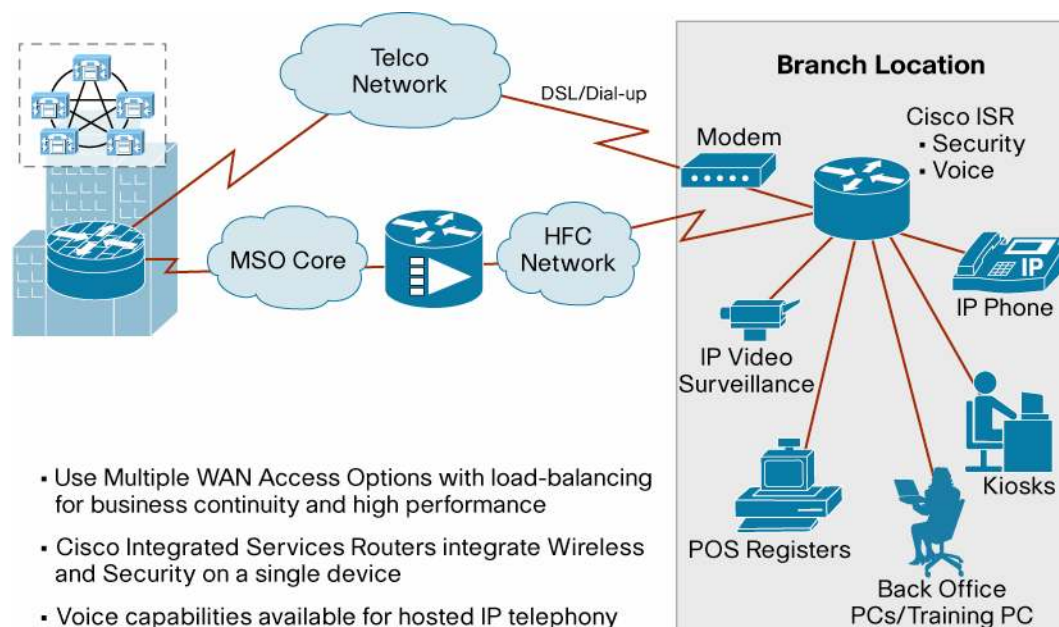 Telco
Network
DSL/Dial-up
Branch Location
Cisco ISR
▪ Security
▪ Voice
Modem
MSO Core
HFC
Network
IP
IP Phone
IP Video
Surveillance
Kiosks
POS Registers
Back Office
PCs/Training PC
▪ Use Multiple WAN Access Options with load-balancing
for business continuity and high performance
▪ Cisco Integrated Services Routers integrate Wireless
and Security on a single device
▪ Voice capabilities available for hosted IP telephony